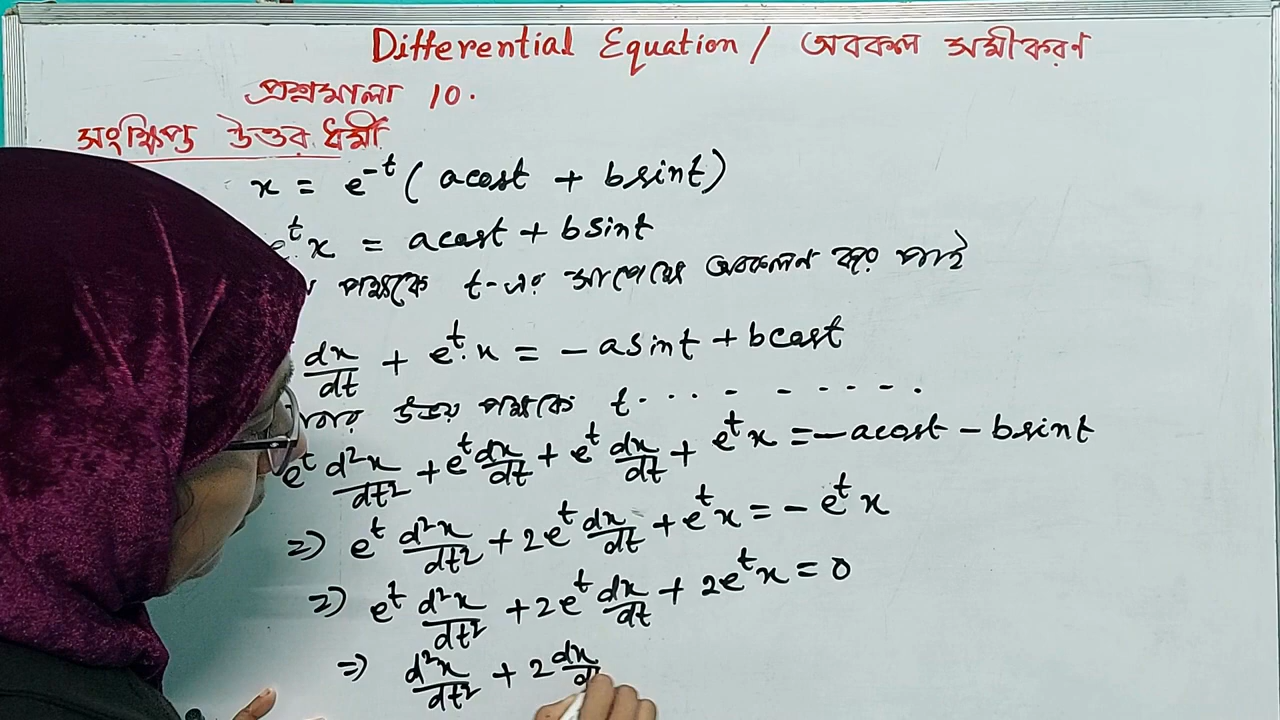 Differential Equation / অবকল সমীকরণ
প্রশ্নমালা 10.
সংক্ষিপ্ত উত্তর ধর্মী
x = e^-t ( acost + bsint)
e^t. x = acost + bsint
পক্ষকে t-এর সাপেক্ষে অবকলন করে পাই
dx/dt + e^t. x = - asint + bcost
উভয় পক্ষকে t . . . . - - - - - .
e^t d²x/dt² + e^t dx/dt + e^t dx/dt + e^t x = - acost - bsint
=> e^t d²x/dt² + 2e^t dx/dt + e^t x = - e^t x
=> e^t d²x/dt² + 2e^t dx/dt + 2e^t x = 0
=> d²x/dt² + 2 dx/d